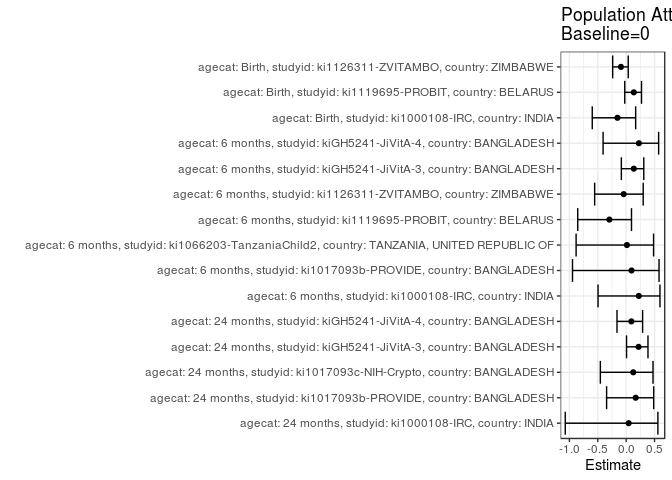 Population Att
Baseline=0
agecat: Birth, studyid: ki1126311-ZVITAMBO, country: ZIMBABWE
agecat: Birth, studyid: ki1119695-PROBIT, country: BELARUS
agecat: Birth, studyid: ki1000108-IRC, country: INDIA
agecat: 6 months, studyid: kiGH5241-JiVitA-4, country: BANGLADESH
agecat: 6 months, studyid: kiGH5241-JiVitA-3, country: BANGLADESH
agecat: 6 months, studyid: ki1126311-ZVITAMBO, country: ZIMBABWE
agecat: 6 months, studyid: ki1119695-PROBIT, country: BELARUS
agecat: 6 months, studyid: ki1066203-TanzaniaChild2, country: TANZANIA, UNITED REPUBLIC OF
agecat: 6 months, studyid: ki1017093b-PROVIDE, country: BANGLADESH
agecat: 6 months, studyid: ki1000108-IRC, country: INDIA
agecat: 24 months, studyid: kiGH5241-JiVitA-4, country: BANGLADESH
agecat: 24 months, studyid: kiGH5241-JiVitA-3, country: BANGLADESH
agecat: 24 months, studyid: ki1017093c-NIH-Crypto, country: BANGLADESH
agecat: 24 months, studyid: ki1017093b-PROVIDE, country: BANGLADESH
agecat: 24 months, studyid: ki1000108-IRC, country: INDIA
-1.0 -0.5 0.0 0.5
Estimate